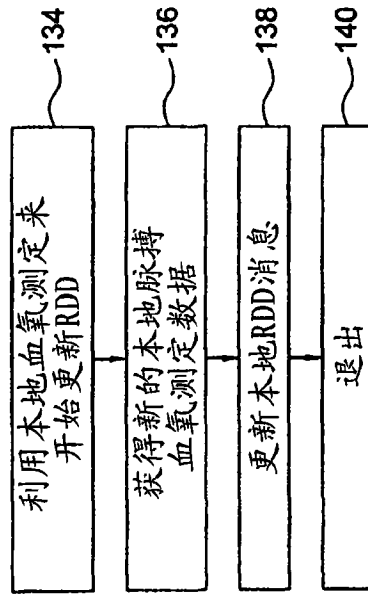 利用本地血氧测定来
开始更新RDD
134
获得新的本地脉搏
血氧测定数据
136
更新本地RDD消息
138
退出
140